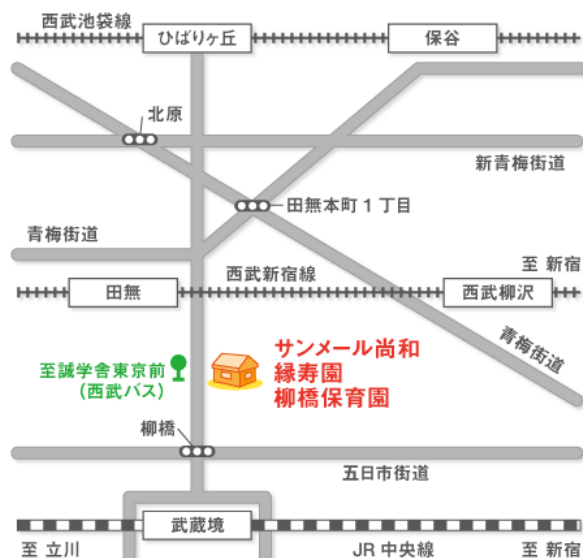 西武池袋線
ひばりヶ丘
保谷
北原
新青梅街道
田無本町1丁目
青梅街道
西武新宿線
至 新宿
田無
西武柳沢
青梅街道
至誠学舎東京前
(西武バス)
サンメール尚和
縁寿園
柳橋保育園
柳橋
五日市街道
武蔵境
至 立川
JR中央線
至 新宿